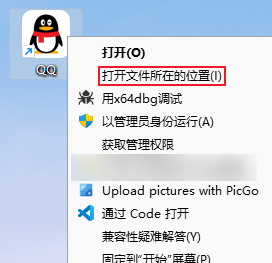 QQ
打开(O)
打开文件所在的位置(I)
用x64dbg调试
以管理员身份运行(A)
获取管理权限
Upload pictures with PicGo
通过 Code 打开
兼容性疑难解答(Y)
固定到“开始”屏幕(P)